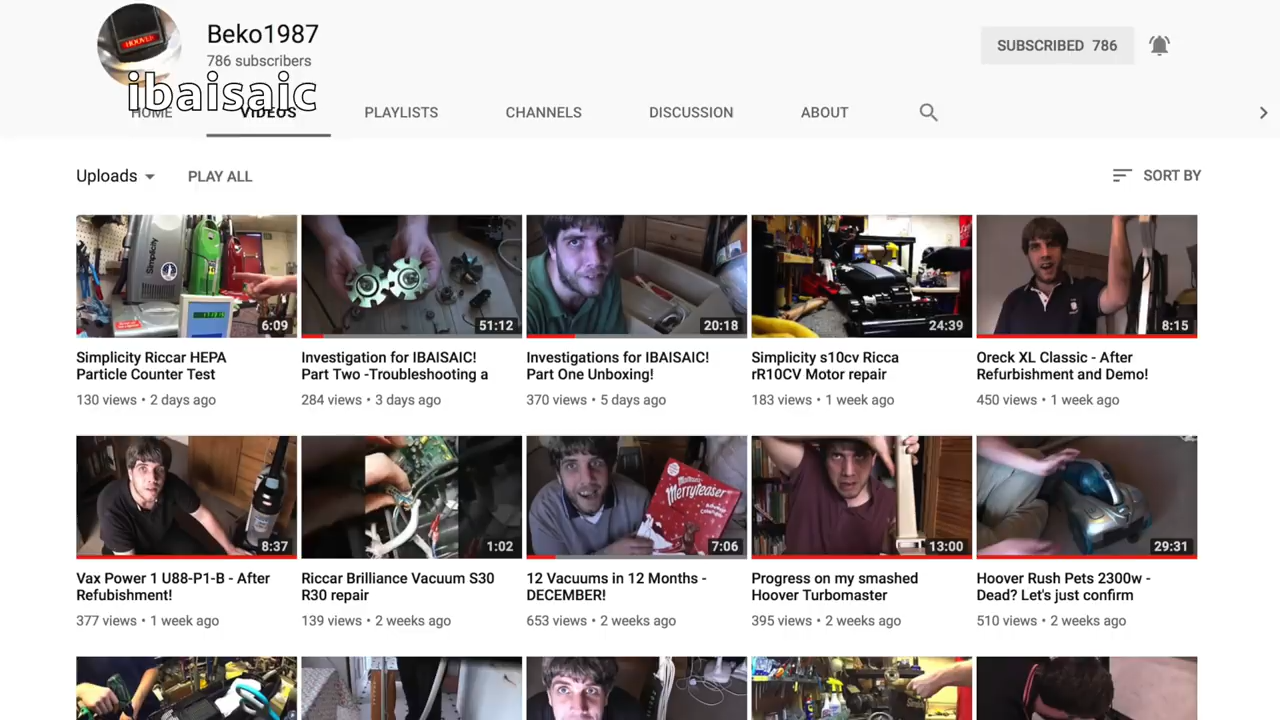 Beko1987
786 subscribers
SUBSCRIBED 786
ibaisaic
HOME VIDEOS PLAYLISTS CHANNELS DISCUSSION ABOUT
Uploads PLAY ALL SORT BY
Simplicity
6:09
51:12
20:18
24:39
8:15
Simplicity Riccar HEPA
Particle Counter Test
130 views • 2 days ago
Investigation for IBAISAIC!
Part Two -Troubleshooting a
284 views • 3 days ago
Investigations for IBAISAIC!
Part One Unboxing!
370 views • 5 days ago
Simplicity s10cv Ricca
rR10CV Motor repair
183 views • 1 week ago
Oreck XL Classic - After
Refurbishment and Demo!
450 views • 1 week ago
Merryteaser
8:37
1:02
7:06
13:00
29:31
Vax Power 1 U88-P1-B - After
Refubishment!
377 views • 1 week ago
Riccar Brilliance Vacuum S30
R30 repair
139 views • 2 weeks ago
12 Vacuums in 12 Months -
DECEMBER!
653 views • 2 weeks ago
Progress on my smashed
Hoover Turbomaster
395 views • 2 weeks ago
Hoover Rush Pets 2300w -
Dead? Let's just confirm
510 views • 2 weeks ago